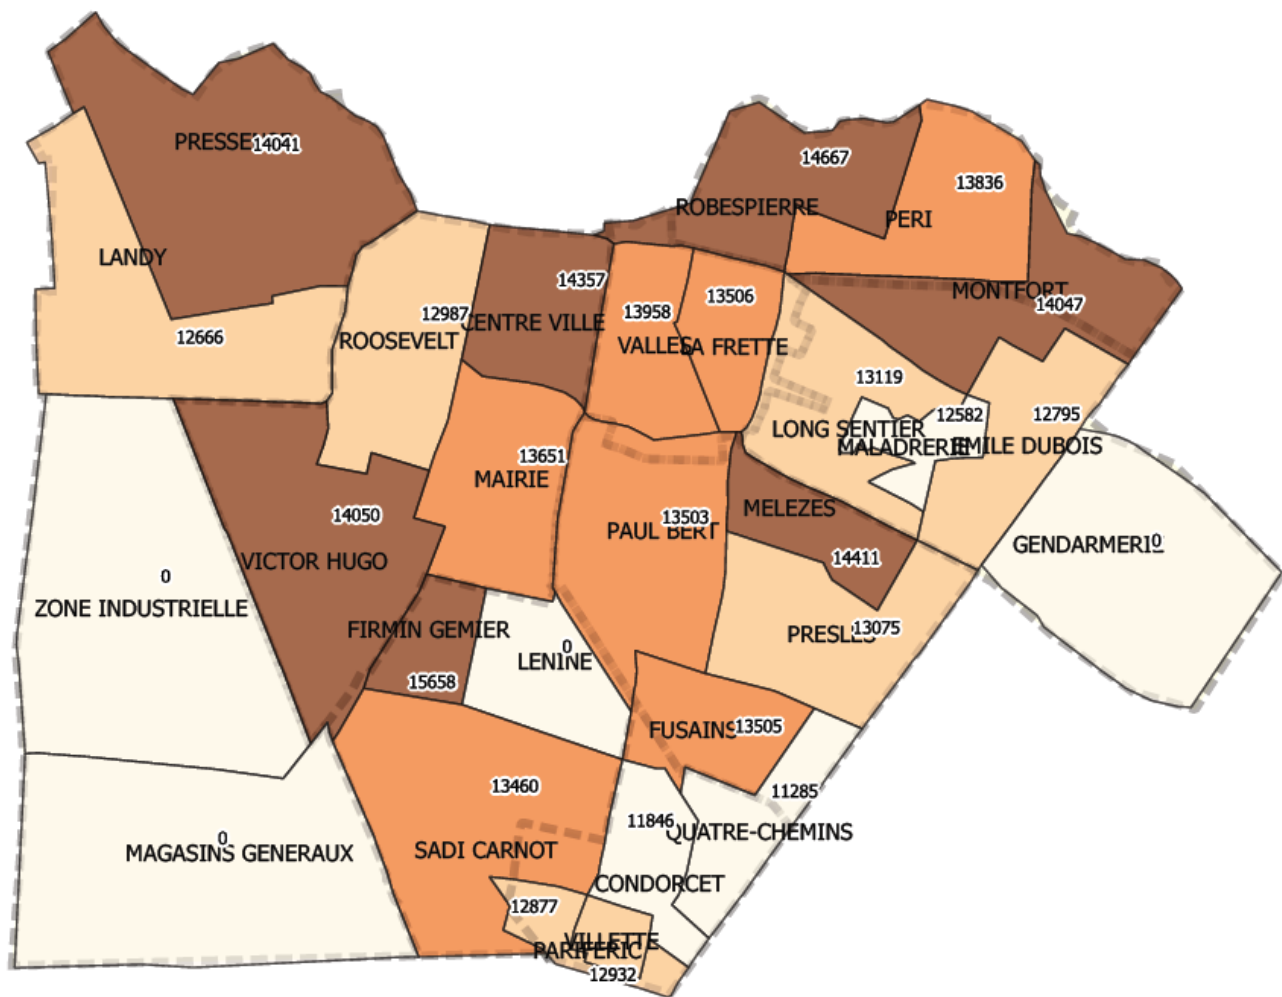 PRESSE
14041
14667
13836
ROBESPIERRE
PERI
LANDY
14357
MONTFORT
14047
13506
12987
13958
CENTRE VILLE
12666
ROOSEVELT
VALLES
LA FRETTE
13119
12582
12795
LONG SENTIER
MALADRERIE
EMILE DUBOIS
13651
MAIRIE
MELEZES
14050
13503
PAUL BERT
GENDARMERIE
0
VICTOR HUGO
14411
0
ZONE INDUSTRIELLE
FIRMIN GEMIER
13075
PRESLES
0
LENINE
15658
FUSAINS
13505
13460
11285
11846
QUATRE-CHEMINS
0
MAGASINS GENERAUX
SADI CARNOT
CONDORCET
12877
VILLETTE
PARIFERIC
12932